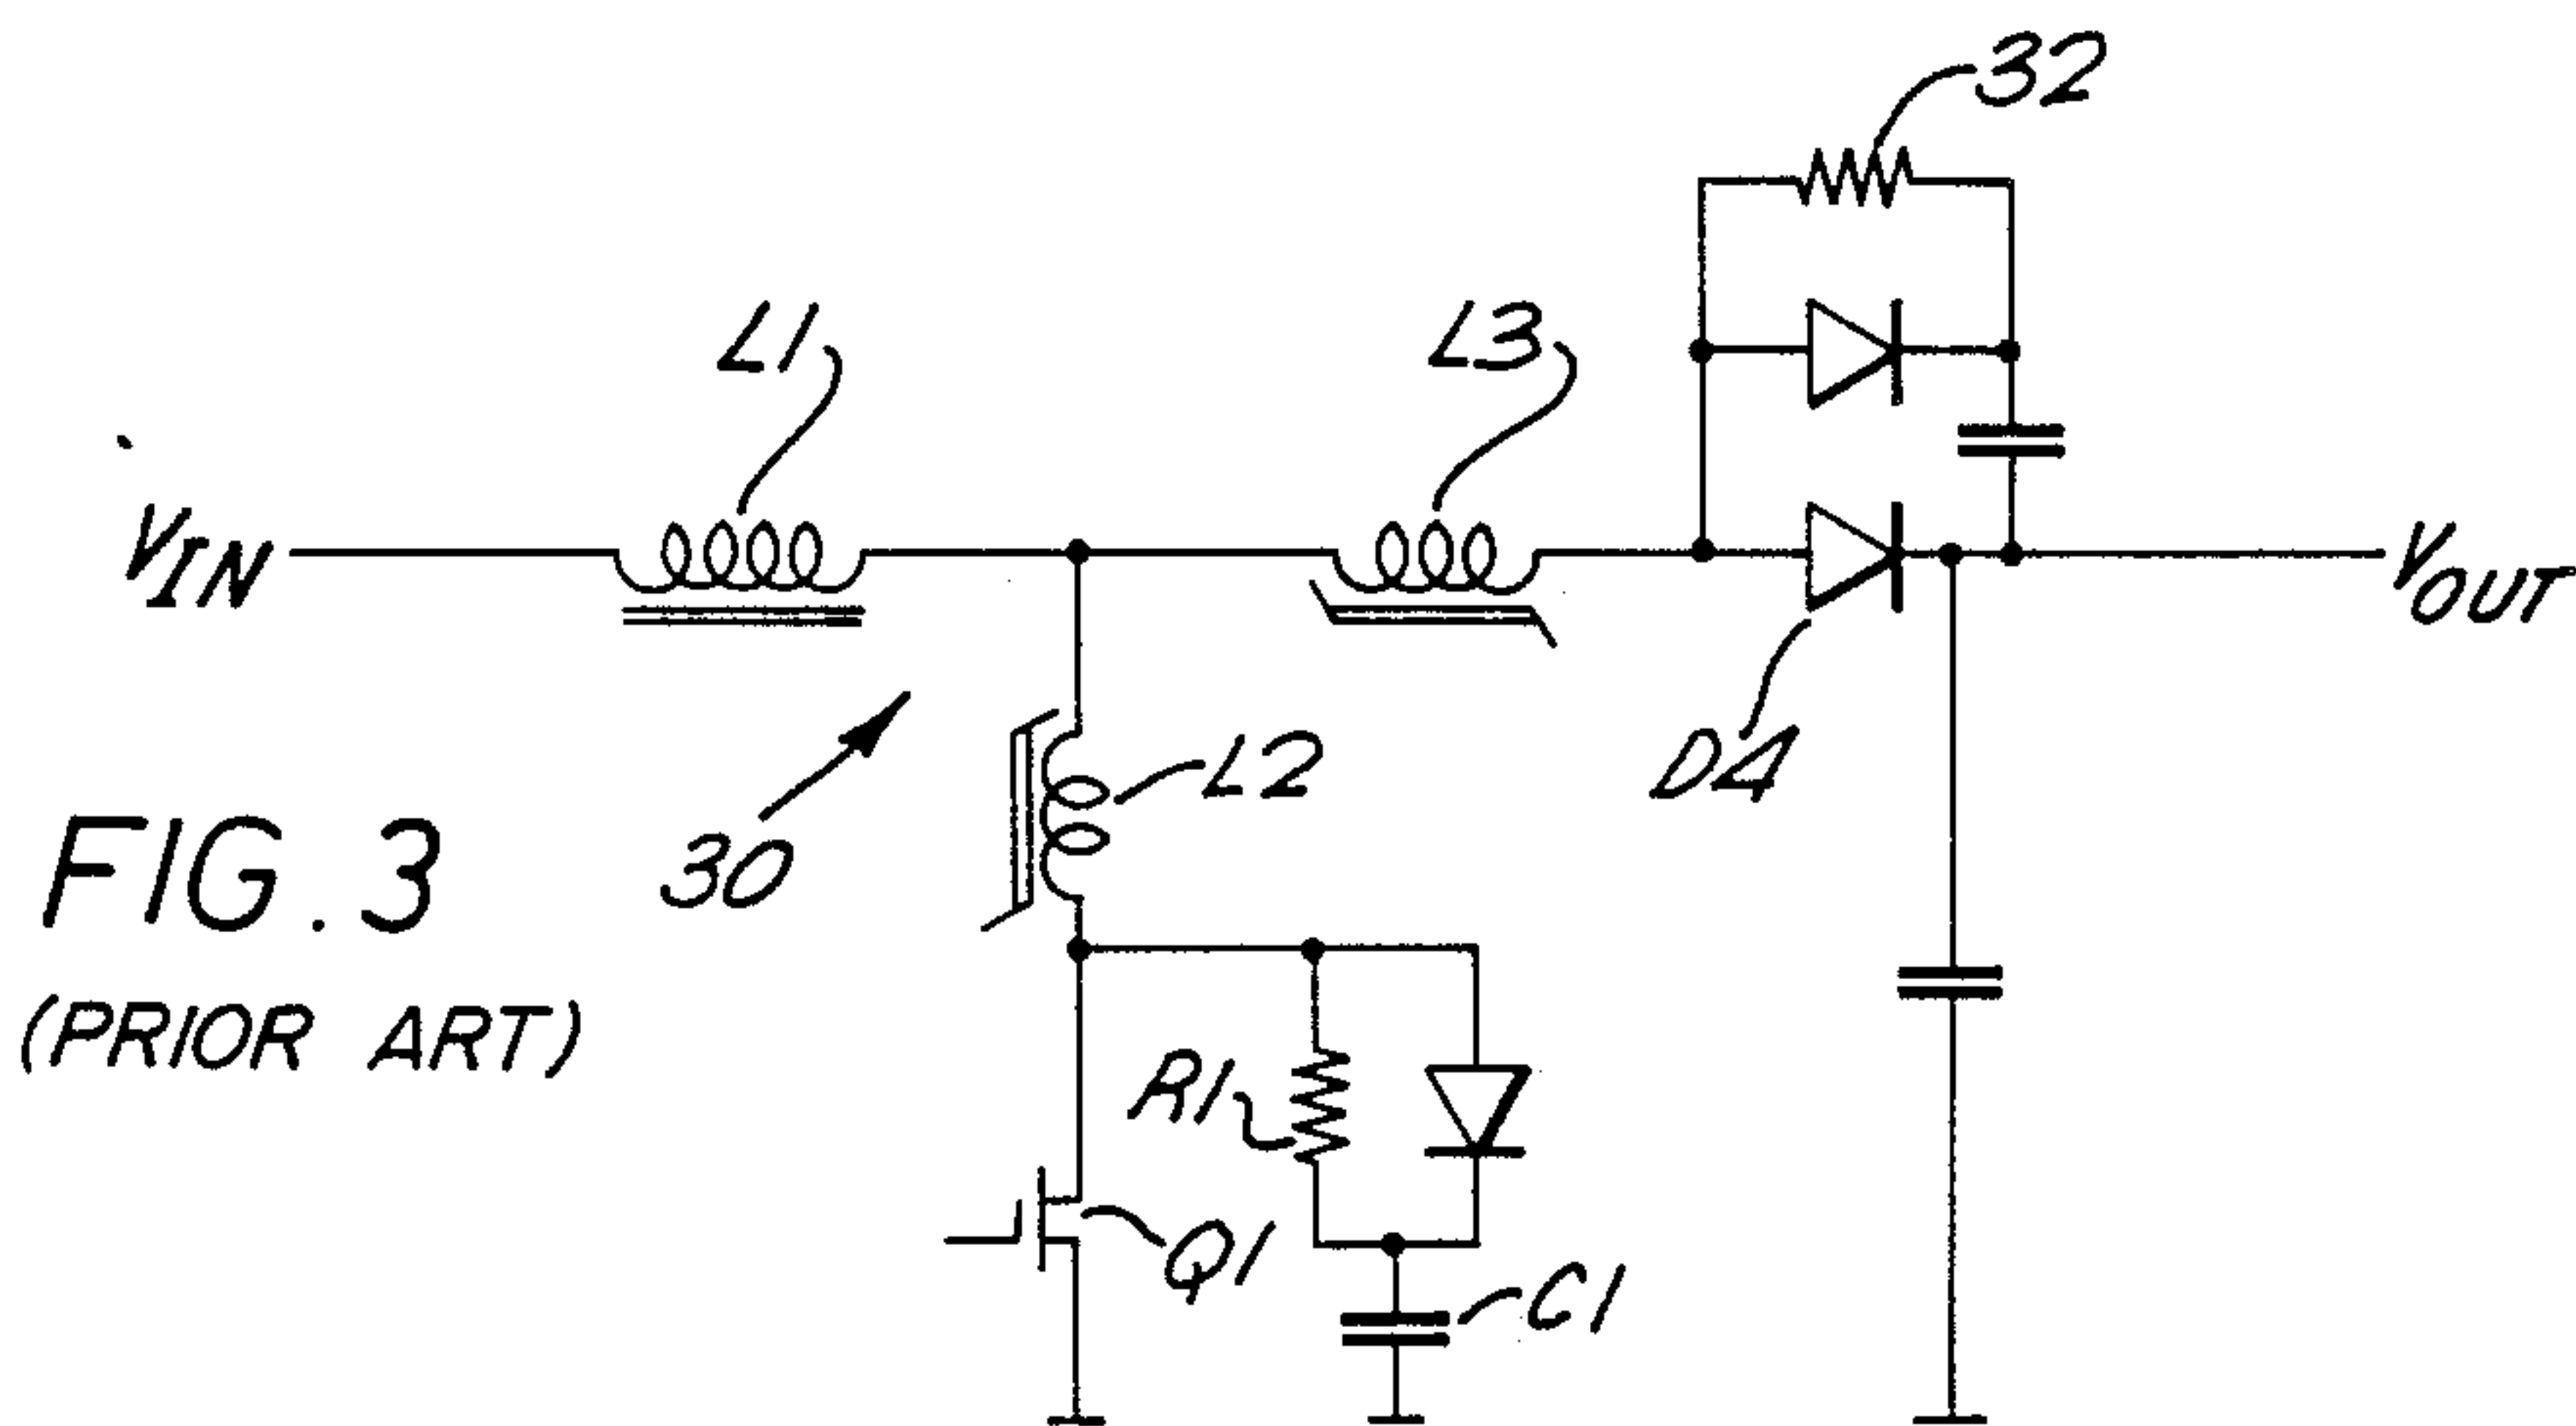 32
L1
L3
VIN
VOUT
D4
L2
30
FIG. 3
(PRIOR ART)
R1
Q1
C1